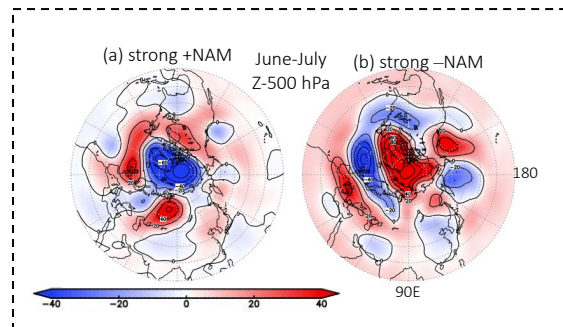 (a) strong +NAM
June-July
Z-500 hPa
(b) strong –NAM
180
90E
−40
−20
0
20
40